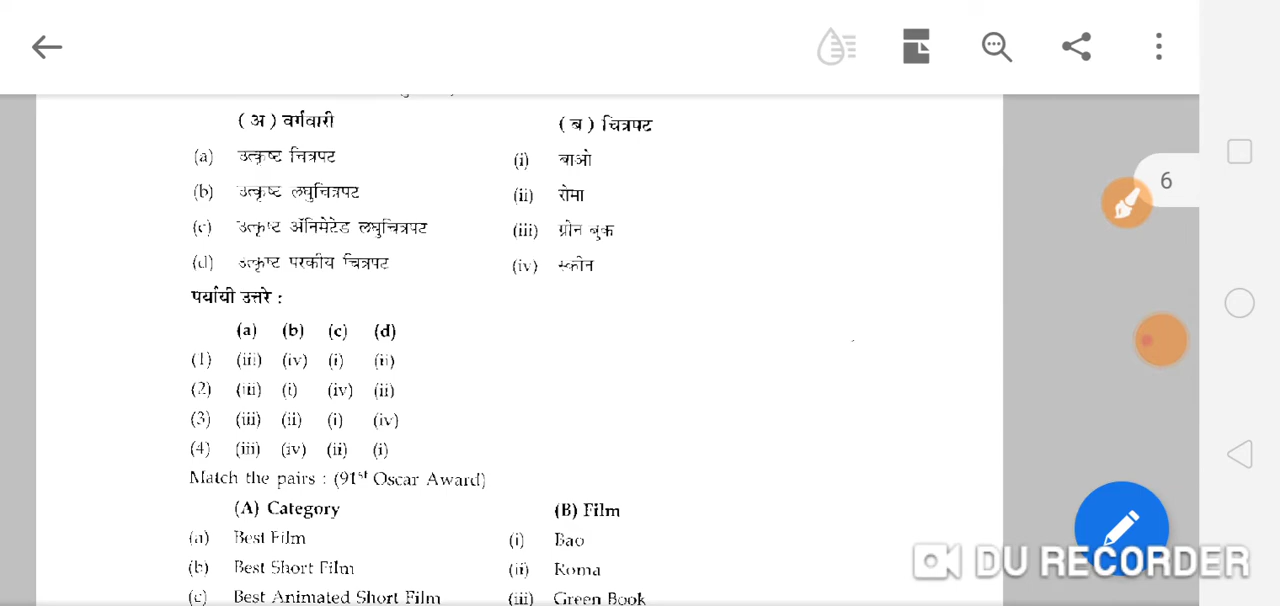 6
( अ ) वर्गवारी ( ब ) चित्रपट
(a) उत्कृष्ट चित्रपट (i) बाओ
(b) उत्कृष्ट लघुचित्रपट (ii) रोमा
(c) उत्कृष्ट ॲनिमेटेड लघुचित्रपट (iii) ग्रीन बुक
(d) उत्कृष्ट परकीय चित्रपट (iv) स्कीन
पर्यायी उत्तरे :
(a) (b) (c) (d)
(1) (iii) (iv) (i) (ii)
(2) (iii) (i) (iv) (ii)
(3) (iii) (ii) (i) (iv)
(4) (iii) (iv) (ii) (i)
Match the pairs : (91st Oscar Award)
(A) Category (B) Film
(a) Best Film (i) Bao
(b) Best Short Film (ii) Roma
(c) Best Animated Short Film (iii) Green Book
DU RECORDER